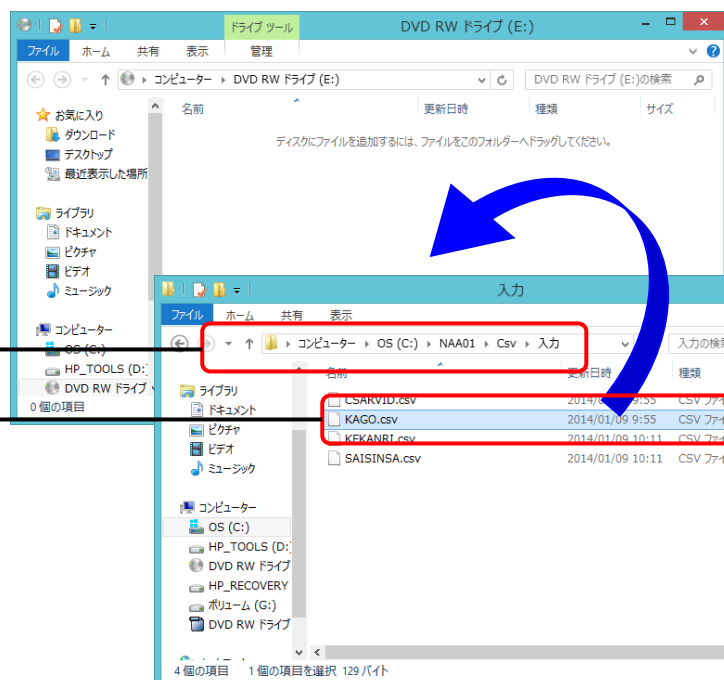 ドライブ ツール
DVD RW ドライブ (E:)
ファイル ホーム 共有 表示 管理
コンピューター DVD RW ドライブ (E:)
DVD RW ドライブ (E:)の検索
名前 更新日時 種類 サイズ
ディスクにファイルを追加するには、ファイルをこのフォルダーへドラッグしてください。
お気に入り
ダウンロード
デスクトップ
最近表示した場所
ライブラリ
ドキュメント
ピクチャ
ビデオ
ミュージック
コンピューター
OS (C:)
HP_TOOLS (D:
DVD RW ドライブ
0 個の項目
入力
ファイル ホーム 共有 表示
コンピューター OS (C:) NAA01 Csv 入力
入力の検索
名前 更新日時 種類
CSARVID.csv 2014/01/09 9:55 CSV ファイ
KAGO.csv 2014/01/09 9:55 CSV ファイ
KEKANRI.csv 2014/01/09 10:11 CSV ファイ
SAISINSA.csv 2014/01/09 10:11 CSV ファイ
ライブラリ
ドキュメント
ピクチャ
ビデオ
ミュージック
コンピューター
OS (C:)
HP_TOOLS (D:
DVD RW ドライブ
HP_RECOVERY
ボリューム (G:)
DVD RW ドライブ
4 個の項目 1 個の項目を選択 129 バイト